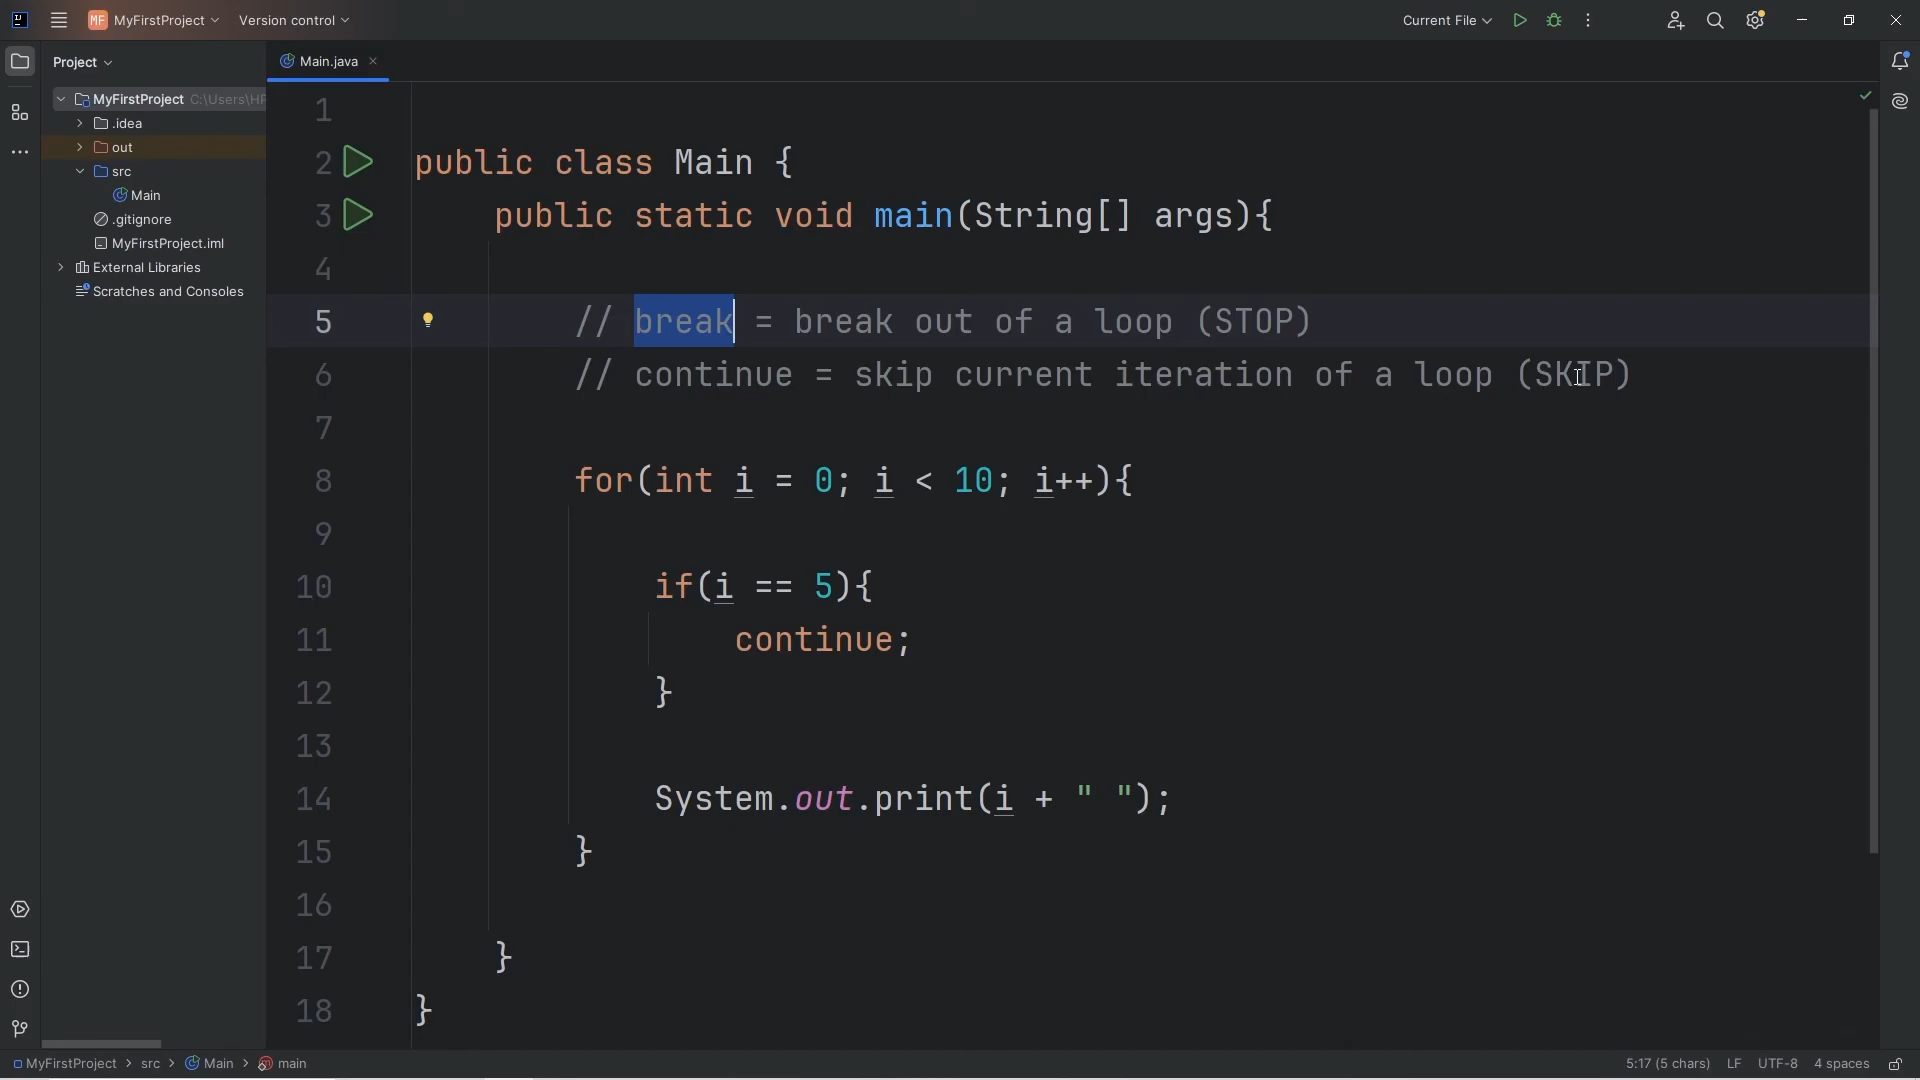 MF MyFirstProject Version control Current File
Project
Main.java
MyFirstProject C:\Users\HP
.idea
out
src
Main
.gitignore
MyFirstProject.iml
External Libraries
Scratches and Consoles
1
2 public class Main {
3 public static void main(String[] args){
4
5 // break = break out of a loop (STOP)
6 // continue = skip current iteration of a loop (SKIP)
7
8 for(int i = 0; i < 10; i++){
9
10 if(i == 5){
11 continue;
12 }
13
14 System.out.print(i + " ");
15 }
16
17 }
18 }
MyFirstProject > src > Main > main 5:17 (5 chars) LF UTF-8 4 spaces